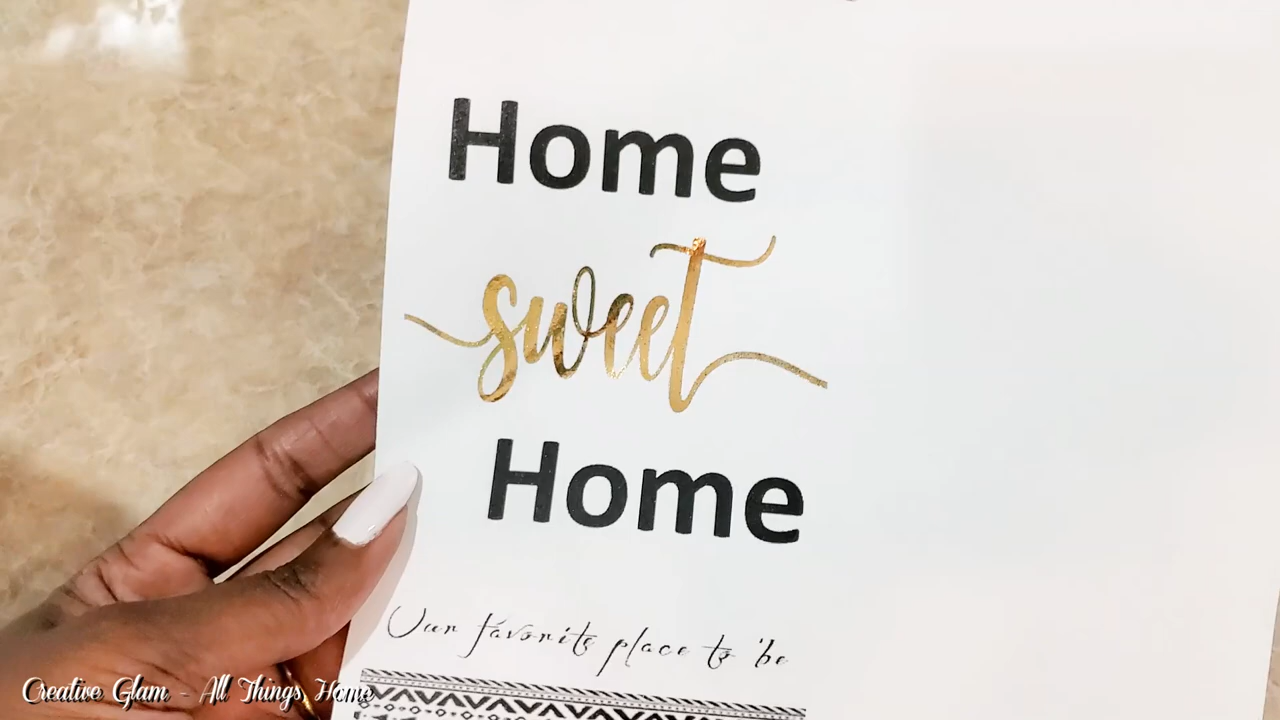 Home
sweet
Home
Our favorite place to be
Creative Glam - All Things Home